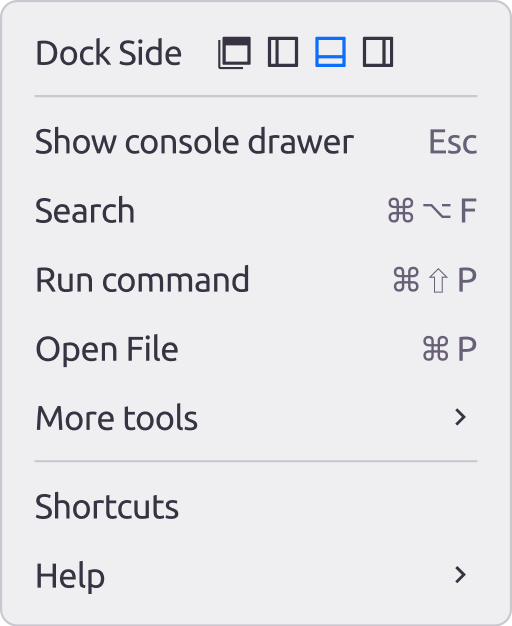 Dock Side
Show console drawer Esc
Search ⌘ ⌥ F
Run command ⌘ ⇧ P
Open File ⌘ P
More tools
Shortcuts
Help